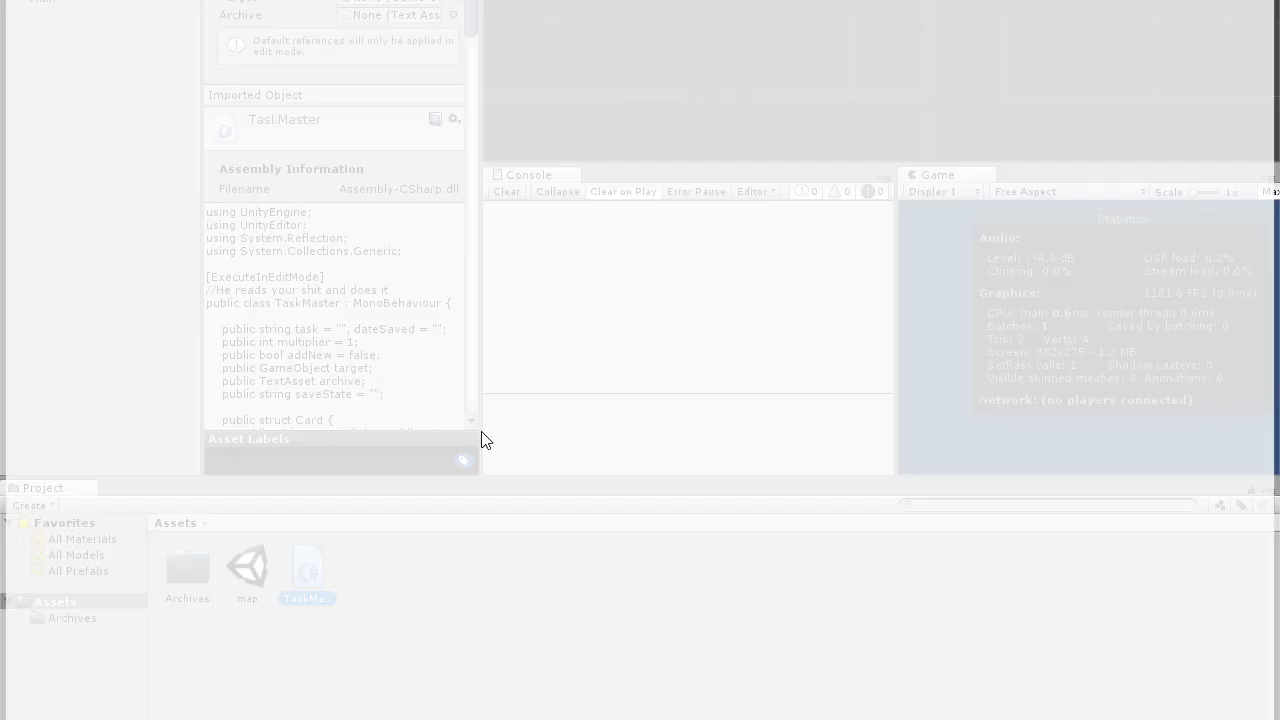 Archive
None (Text Ass
Default references will only be applied in
edit mode.
Imported Object
TaskMaster
Assembly Information
Filename Assembly-CSharp.dll
using UnityEngine;
using UnityEditor;
using System.Reflection;
using System.Collections.Generic;
[ExecuteInEditMode]
//He reads your shit and does it
public class TaskMaster : MonoBehaviour {
public string task = "", dateSaved = "";
public int multiplier = 1;
public bool addNew = false;
public GameObject target;
public TextAsset archive;
public string saveState = "";
public struct Card {
Asset Labels
Console
Clear Collapse Clear on Play Error Pause Editor 0 0 0
Game
Display 1 Free Aspect Scale 1x Max
Statistics
Audio:
Level: -74.8 dB DSP load: 0.2%
Clipping: 0.0% Stream load: 0.0%
Graphics:
CPU: main 0.6ms render thread 0.6ms
Batches: 1 Saved by batching: 0
Tris: 2 Verts: 4
Screen: 382x275 - 1.2 MB
SetPass calls: 1 Shadow casters: 0
Visible skinned meshes: 0 Animations: 0
Network: (no players connected)
Project
Create
Favorites
All Materials
All Models
All Prefabs
Assets
Archives
Assets
Archives map TaskMa...